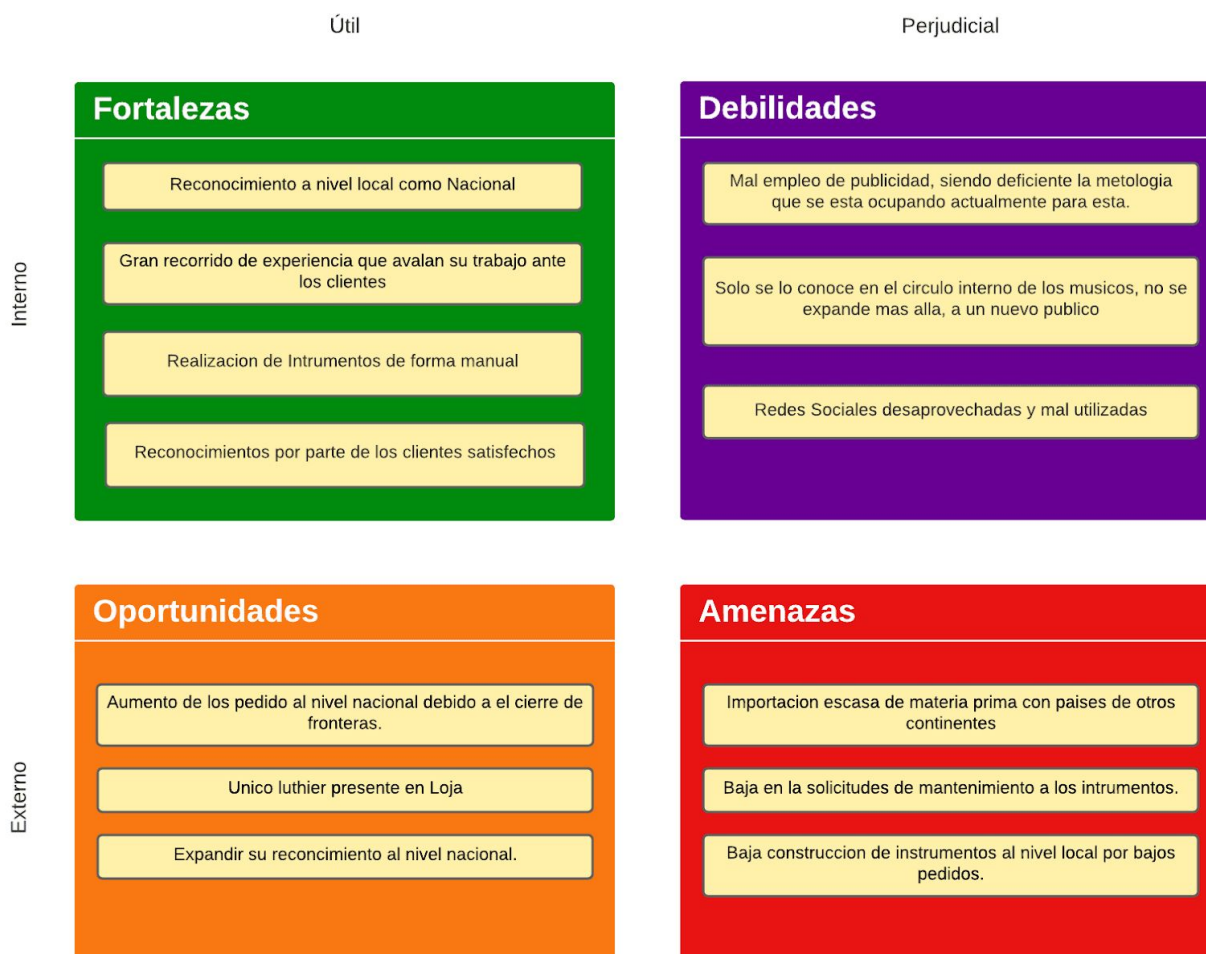 Útil
Perjudicial
Interno
Fortalezas
Reconocimiento a nivel local como Nacional
Gran recorrido de experiencia que avalan su trabajo ante
los clientes
Realizacion de Intrumentos de forma manual
Reconocimientos por parte de los clientes satisfechos
Debilidades
Mal empleo de publicidad, siendo deficiente la metologia
que se esta ocupando actualmente para esta.
Solo se lo conoce en el circulo interno de los musicos, no se
expande mas alla, a un nuevo publico
Redes Sociales desaprovechadas y mal utilizadas
Externo
Oportunidades
Aumento de los pedido al nivel nacional debido a el cierre de
fronteras.
Unico luthier presente en Loja
Expandir su reconcimiento al nivel nacional.
Amenazas
Importacion escasa de materia prima con paises de otros
continentes
Baja en la solicitudes de mantenimiento a los intrumentos.
Baja construccion de instrumentos al nivel local por bajos
pedidos.